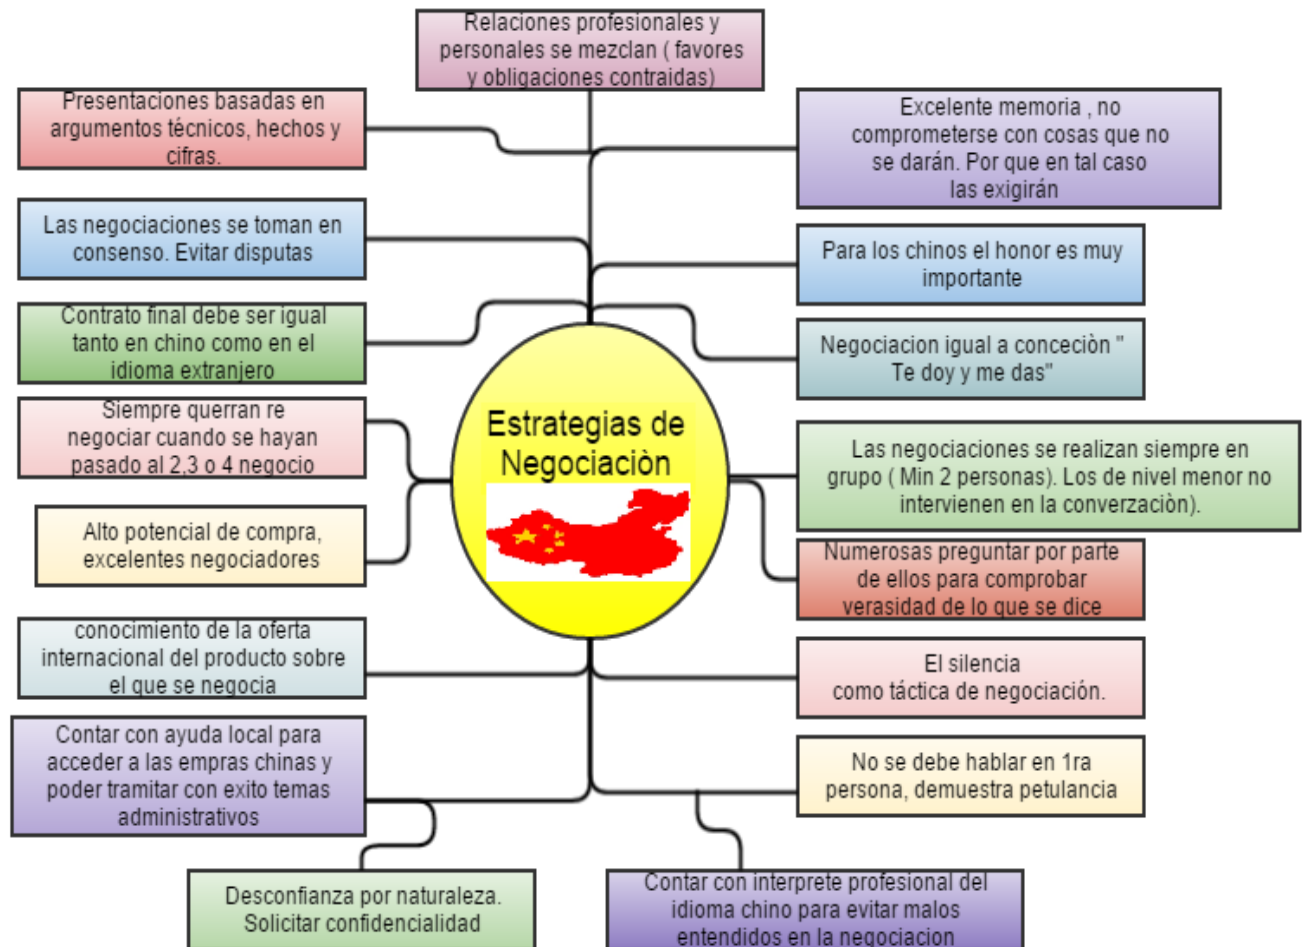 Relaciones profesionales y
personales se mezclan ( favores
y obligaciones contraidas)
Presentaciones basadas en
argumentos técnicos, hechos y
cifras.
Excelente memoria , no
comprometerse con cosas que no
se darán. Por que en tal caso
las exigirán
Las negociaciones se toman en
consenso. Evitar disputas
Para los chinos el honor es muy
importante
Contrato final debe ser igual
tanto en chino como en el
idioma extranjero
Negociacion igual a conceciòn "
Te doy y me das"
Estrategias de
Negociaciòn
Siempre querran re
negociar cuando se hayan
pasado al 2,3 o 4 negocio
Las negociaciones se realizan siempre en
grupo ( Min 2 personas). Los de nivel menor no
intervienen en la converzaciòn).
Alto potencial de compra,
excelentes negociadores
Numerosas preguntar por parte
de ellos para comprobar
verasidad de lo que se dice
conocimiento de la oferta
internacional del producto sobre
el que se negocia
El silencia
como táctica de negociación.
Contar con ayuda local para
acceder a las empras chinas y
poder tramitar con exito temas
administrativos
No se debe hablar en 1ra
persona, demuestra petulancia
Desconfianza por naturaleza.
Solicitar confidencialidad
Contar con interprete profesional del
idioma chino para evitar malos
entendidos en la negociacion